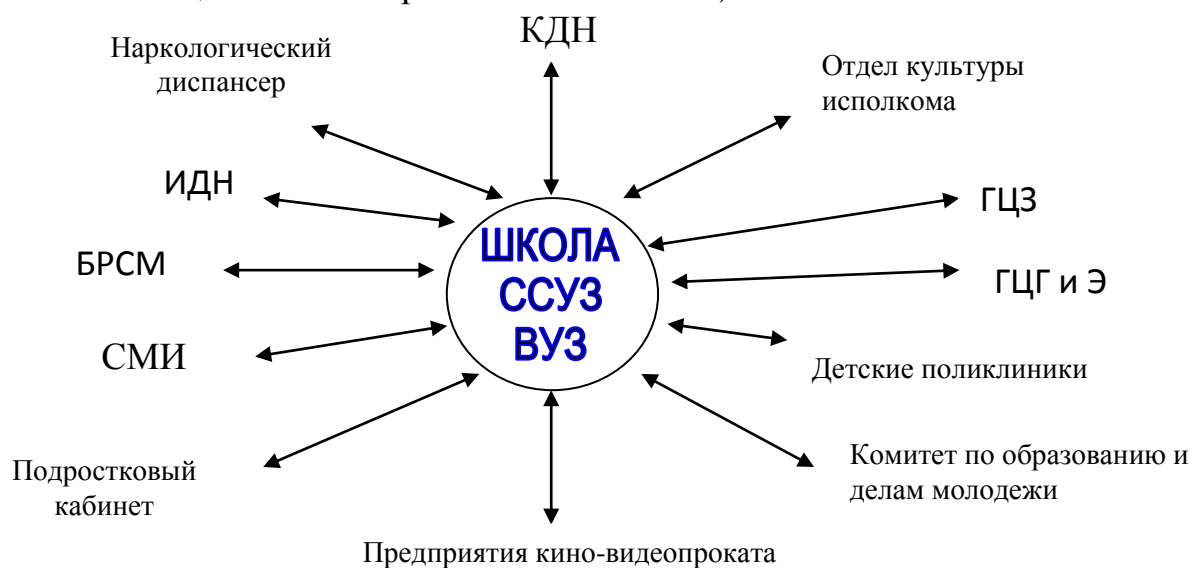 КДН
Наркологический
диспансер
Отдел культуры
исполкома
ИДН
ГЦЗ
БРСМ
ШКОЛА
ССУЗ
ВУЗ
ГЦГ и Э
СМИ
Детские поликлиники
Подростковый
кабинет
Комитет по образованию и
делам молодежи
Предприятия кино-видеопроката